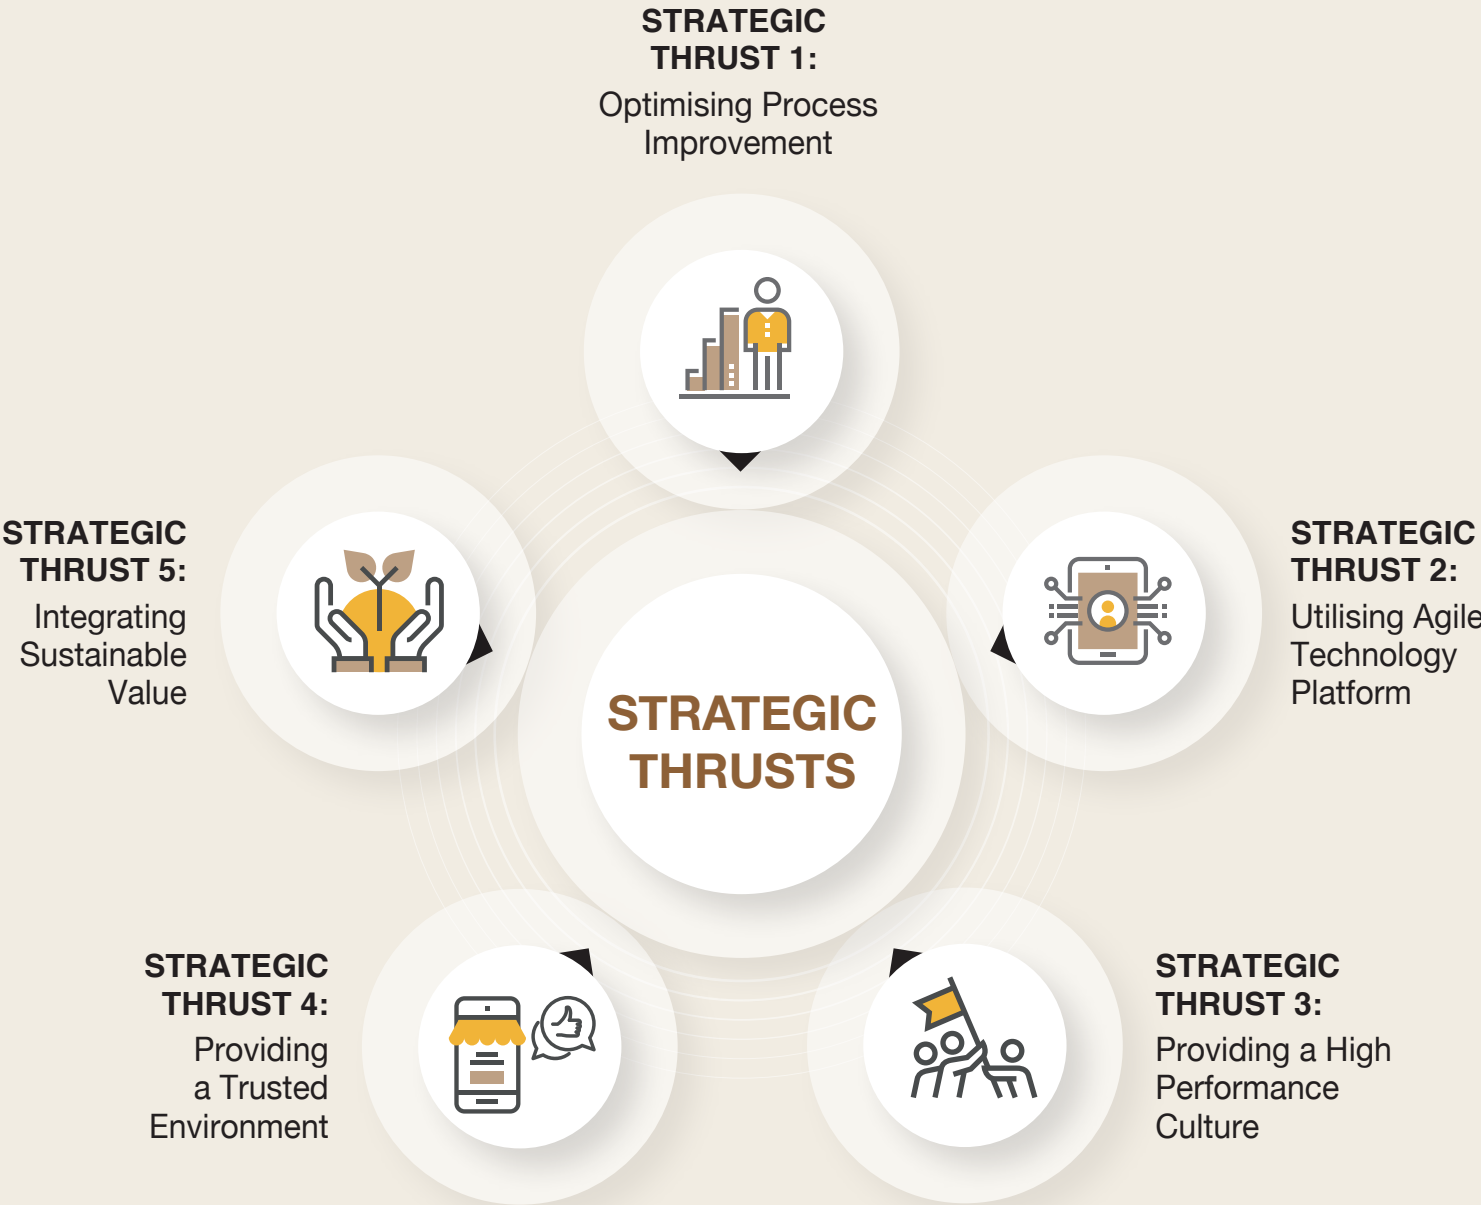 STRATEGIC
THRUST 1:
Optimising Process
Improvement
STRATEGIC
THRUST 2:
Utilising Agile
Technology
Platform
STRATEGIC
THRUST 3:
Providing a High
Performance
Culture
STRATEGIC
THRUST 4:
Providing
a Trusted
Environment
STRATEGIC
THRUST 5:
Integrating
Sustainable
Value
STRATEGIC
THRUSTS